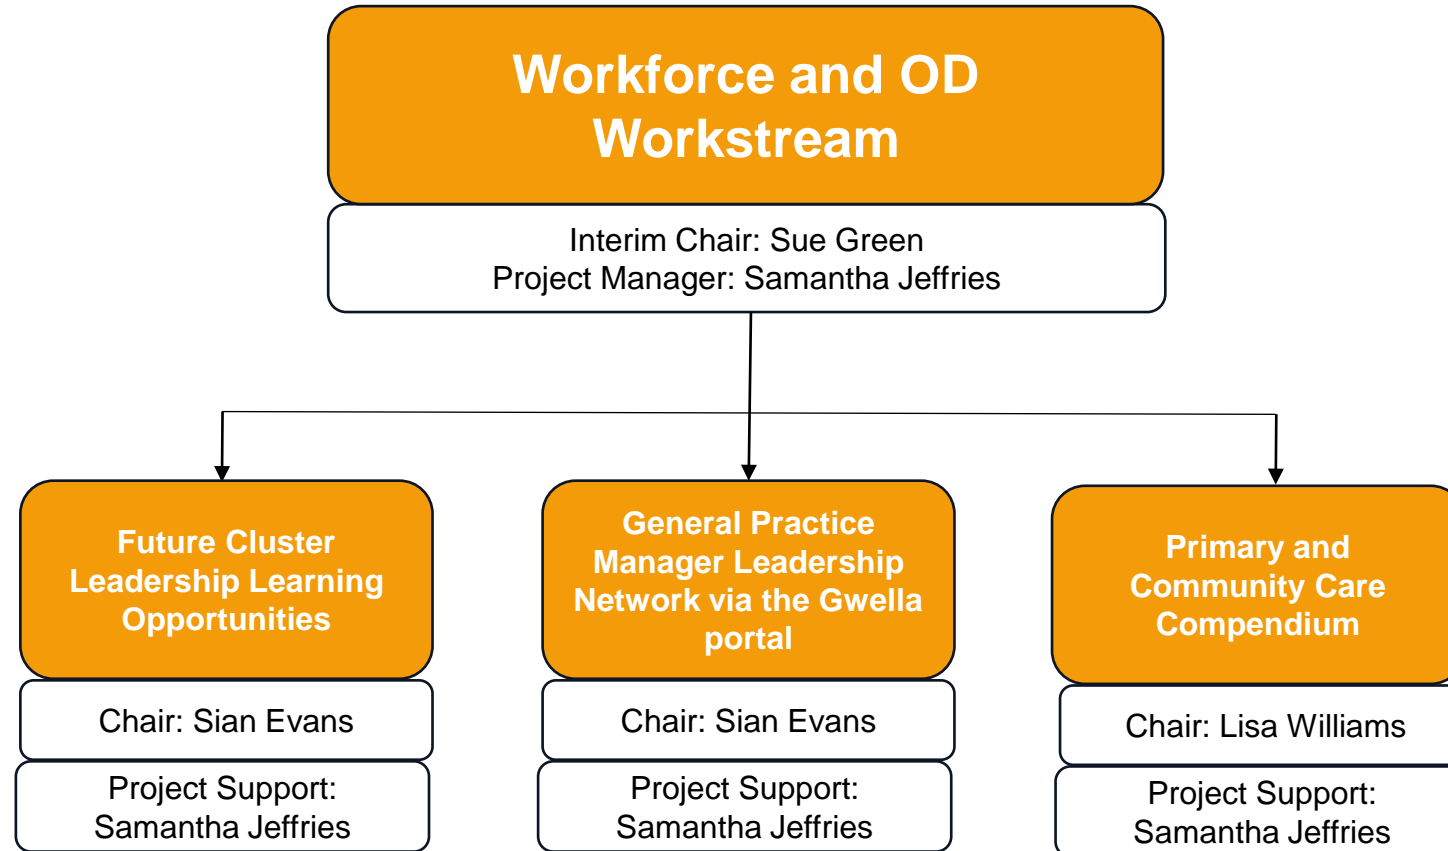 Workforce and OD
Workstream
Interim Chair: Sue Green
Project Manager: Samantha Jeffries
Future Cluster
Leadership Learning
Opportunities
Chair: Sian Evans
Project Support:
Samantha Jeffries
General Practice
Manager Leadership
Network via the Gwella
portal
Chair: Sian Evans
Project Support:
Samantha Jeffries
Primary and
Community Care
Compendium
Chair: Lisa Williams
Project Support:
Samantha Jeffries